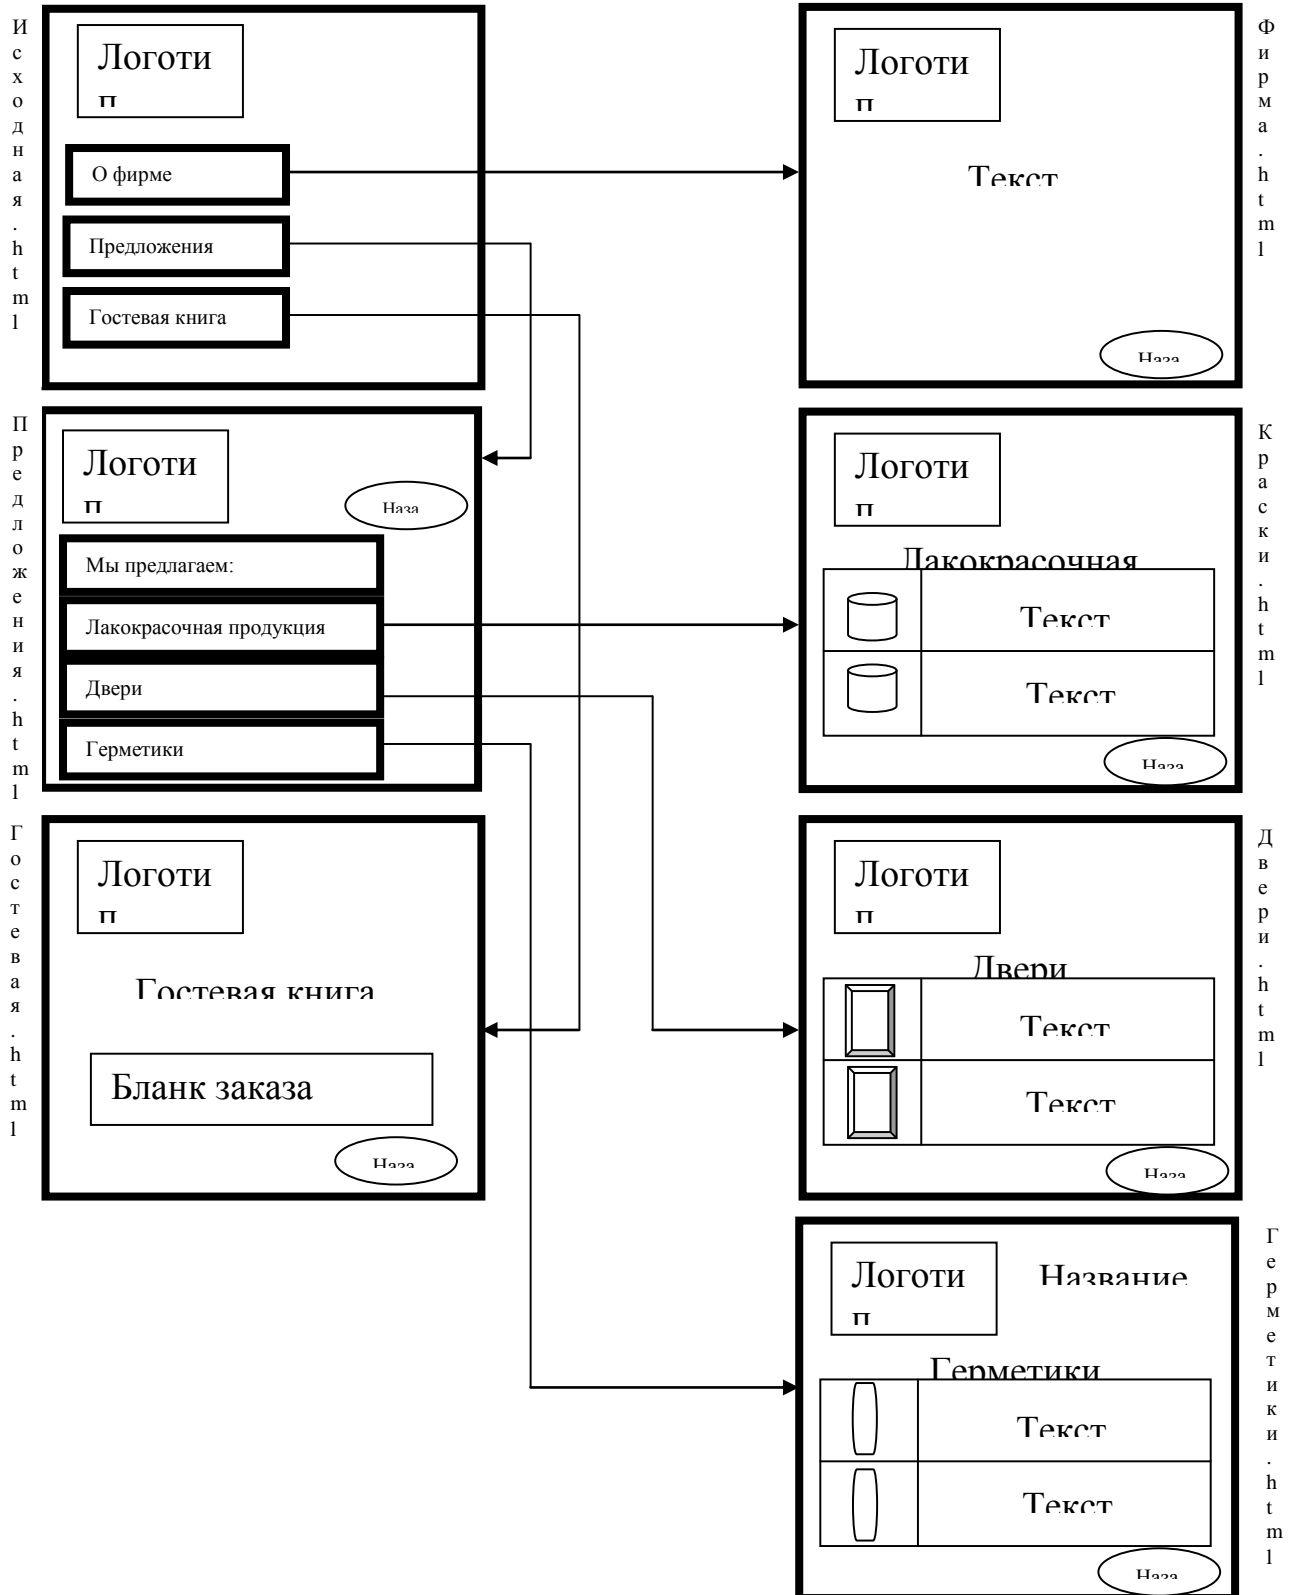 Исходная.html
Логоти
п
О фирме
Предложения
Гостевая книга
Фирма.html
Логоти
п
Текст
Наза
Предложения.html
Логоти
п
Наза
Мы предлагаем:
Лакокрасочная продукция
Двери
Герметики
Краски.html
Логоти
п
Лакокрасочная
Текст
Текст
Наза
Гостевая.html
Логоти
п
Гостевая книга
Бланк заказа
Наза
Двери.html
Логоти
п
Двери
Текст
Текст
Наза
Герметики.html
Логоти
п
Название
Герметики
Текст
Текст
Наза